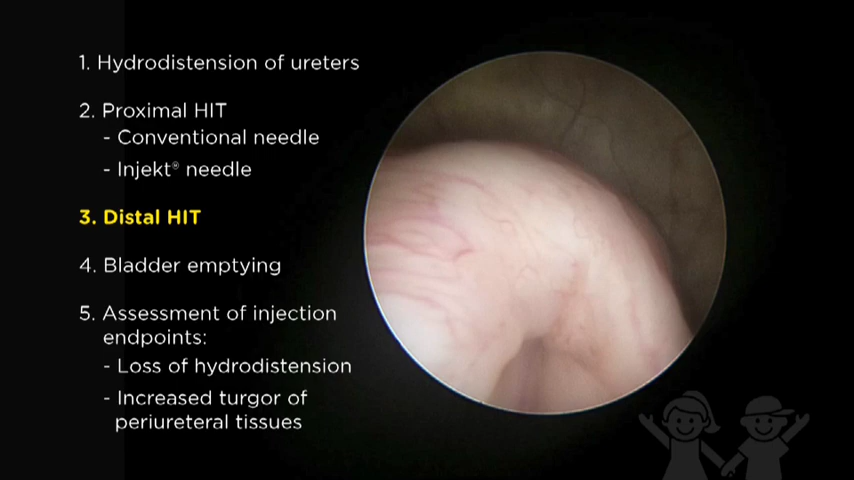 1. Hydrodistension of ureters
2. Proximal HIT
- Conventional needle
- Injekt® needle
3. Distal HIT
4. Bladder emptying
5. Assessment of injection
endpoints:
- Loss of hydrodistension
- Increased turgor of
periureteral tissues